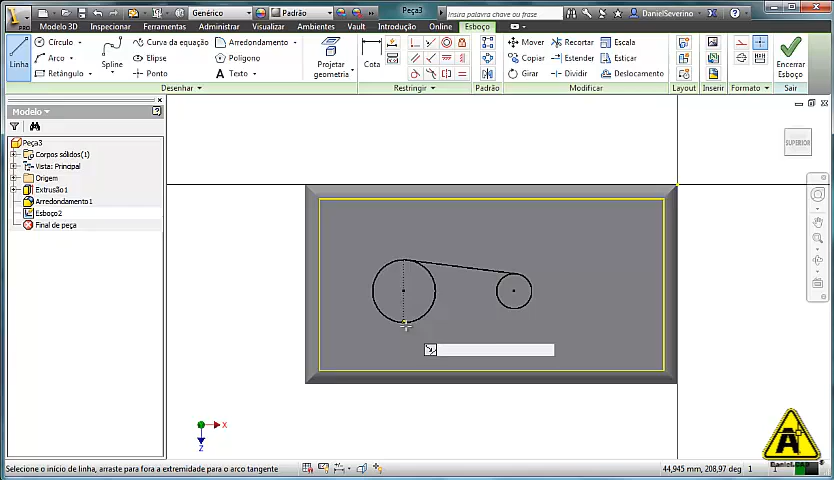 Genérico
Padrão
Peça3
Insira palavra chave ou frase
DanielSeverino
PRO
Modelo 3D
Inspecionar
Ferramentas
Administrar
Visualizar
Ambientes
Vault
Introdução
Online
Esboço
Linha
Círculo
Arco
Retângulo
Spline
Curva da equação
Elipse
Ponto
Arredondamento
Polígono
Texto
Projetar geometria
Cota
Mover
Copiar
Girar
Recortar
Estender
Dividir
Escala
Esticar
Deslocamento
Encerrar Esboço
Desenhar
Restringir
Padrão
Modificar
Layout
Inserir
Formato
Sair
Modelo
Peça3
Corpos sólidos(1)
Vista: Principal
Origem
Extrusão1
Arredondamento1
Esboço2
Final de peça
SUPERIOR
X
Z
A
DanielCAD
Selecione o início de linha, arraste para fora a extremidade para o arco tangente
44,945 mm, 208,97 deg
1
1